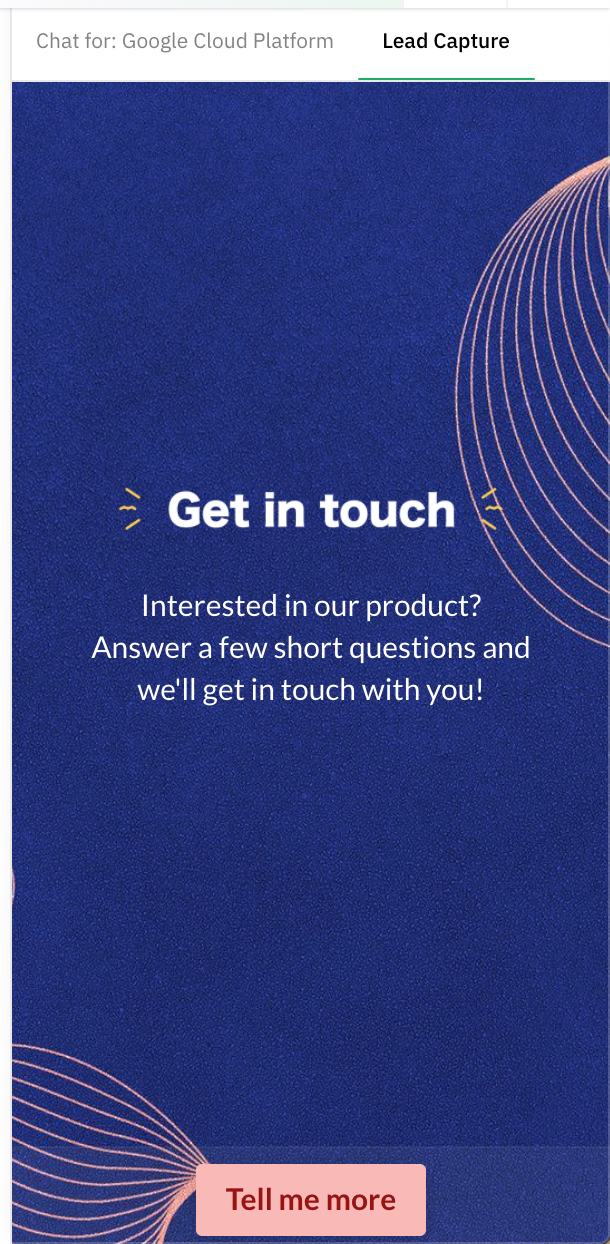 Chat for: Google Cloud Platform
Lead Capture
Get in touch
Interested in our product?
Answer a few short questions and
we'll get in touch with you!
Tell me more